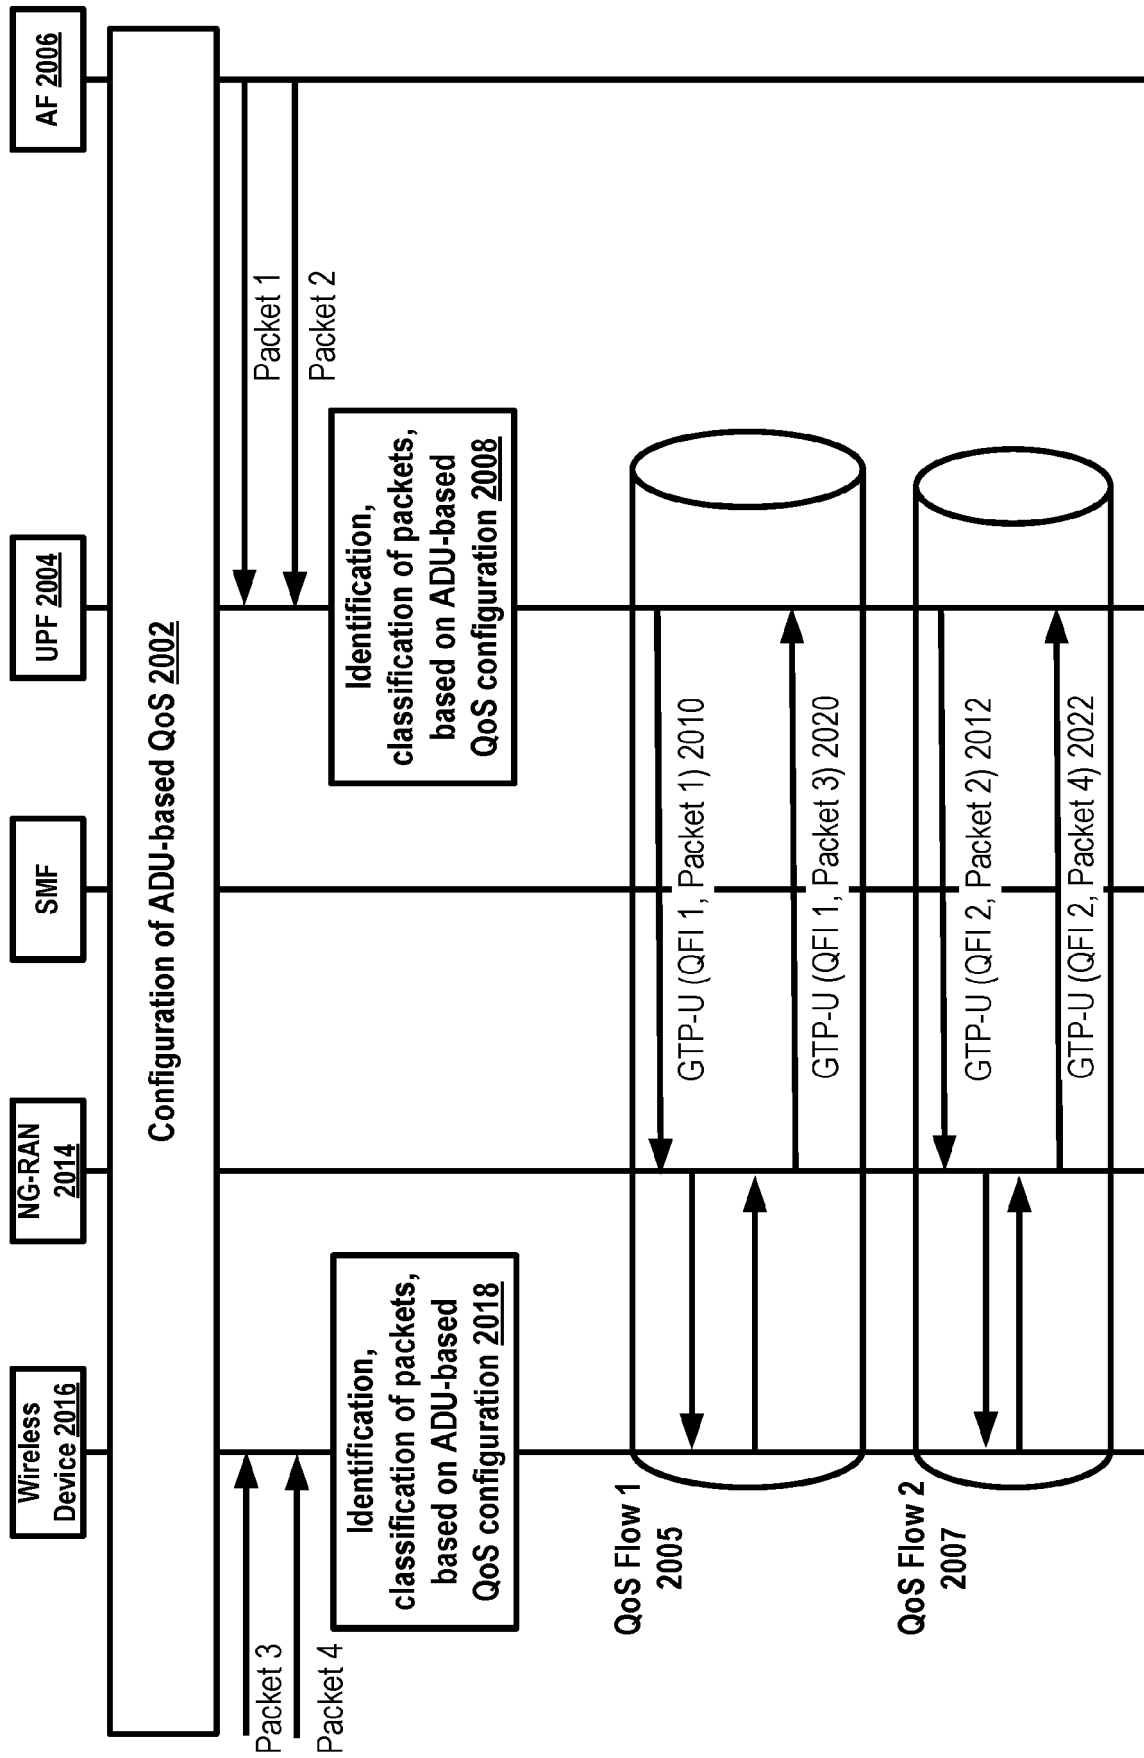 Wireless
Device 2016
NG-RAN
2014
SMF
UPF 2004
AF 2006
Configuration of ADU-based QoS 2002
Packet 3
Packet 4
Packet 1
Packet 2
Identification,
classification of packets,
based on ADU-based
QoS configuration 2018
Identification,
classification of packets,
based on ADU-based
QoS configuration 2008
QoS Flow 1
2005
GTP-U (QFI 1, Packet 1) 2010
GTP-U (QFI 1, Packet 3) 2020
QoS Flow 2
2007
GTP-U (QFI 2, Packet 2) 2012
GTP-U (QFI 2, Packet 4) 2022